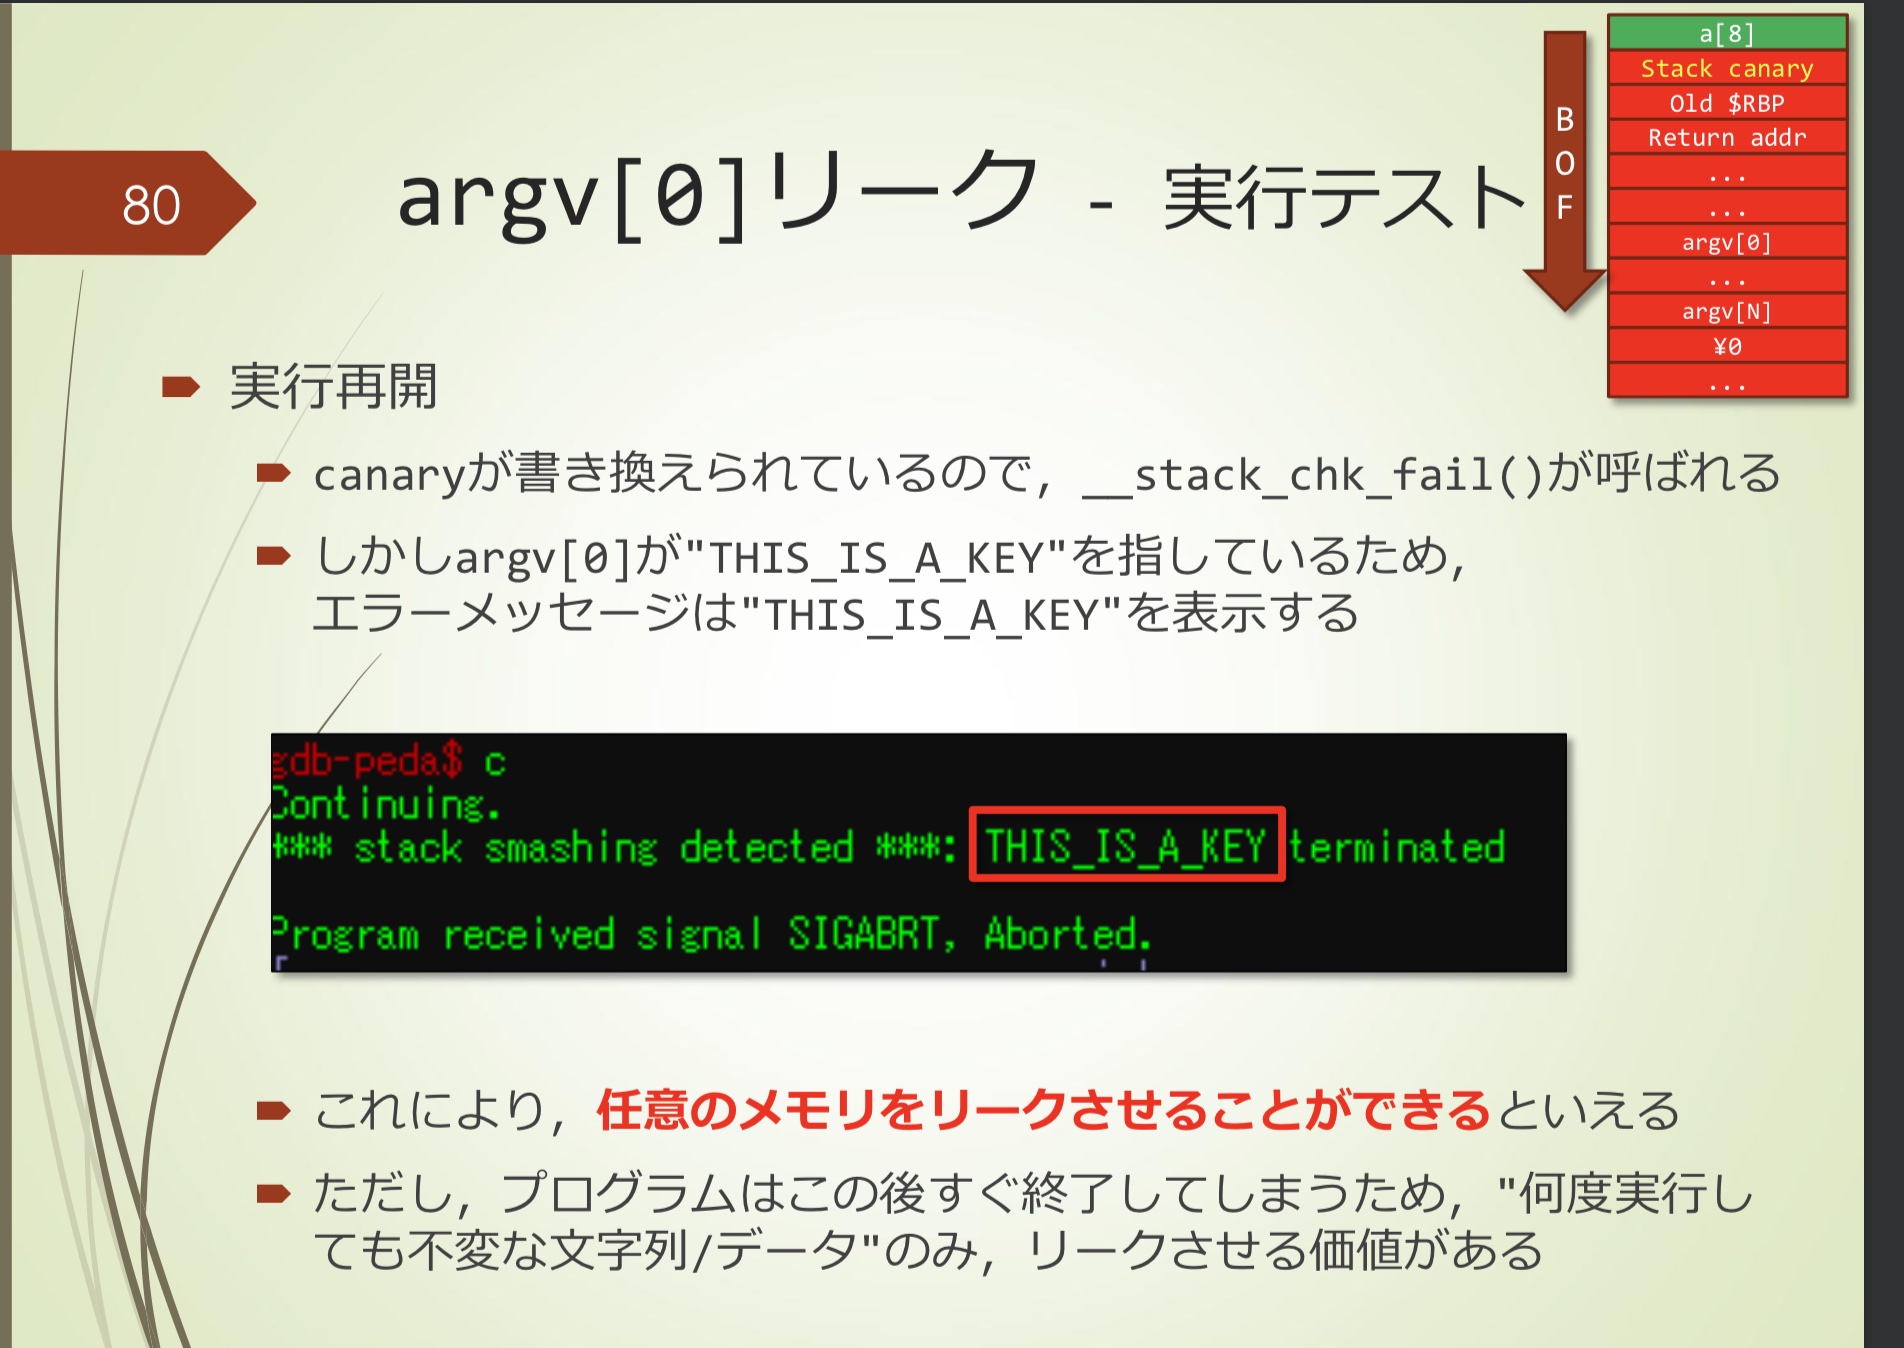 80
argv[0]リーク - 実行テスト
B
O
F
a[8]
Stack canary
Old $RBP
Return addr
...
...
argv[0]
...
argv[N]
¥0
...
実行再開
canaryが書き換えられているので, __stack_chk_fail()が呼ばれる
しかしargv[0]が"THIS_IS_A_KEY"を指しているため,
エラーメッセージは"THIS_IS_A_KEY"を表示する
gdb-peda$ c
Continuing.
*** stack smashing detected ***: THIS_IS_A_KEY terminated
Program received signal SIGABRT, Aborted.
これにより, 任意のメモリをリークさせることができるといえる
ただし, プログラムはこの後すぐ終了してしまうため, "何度実行し
ても不変な文字列/データ"のみ, リークさせる価値がある